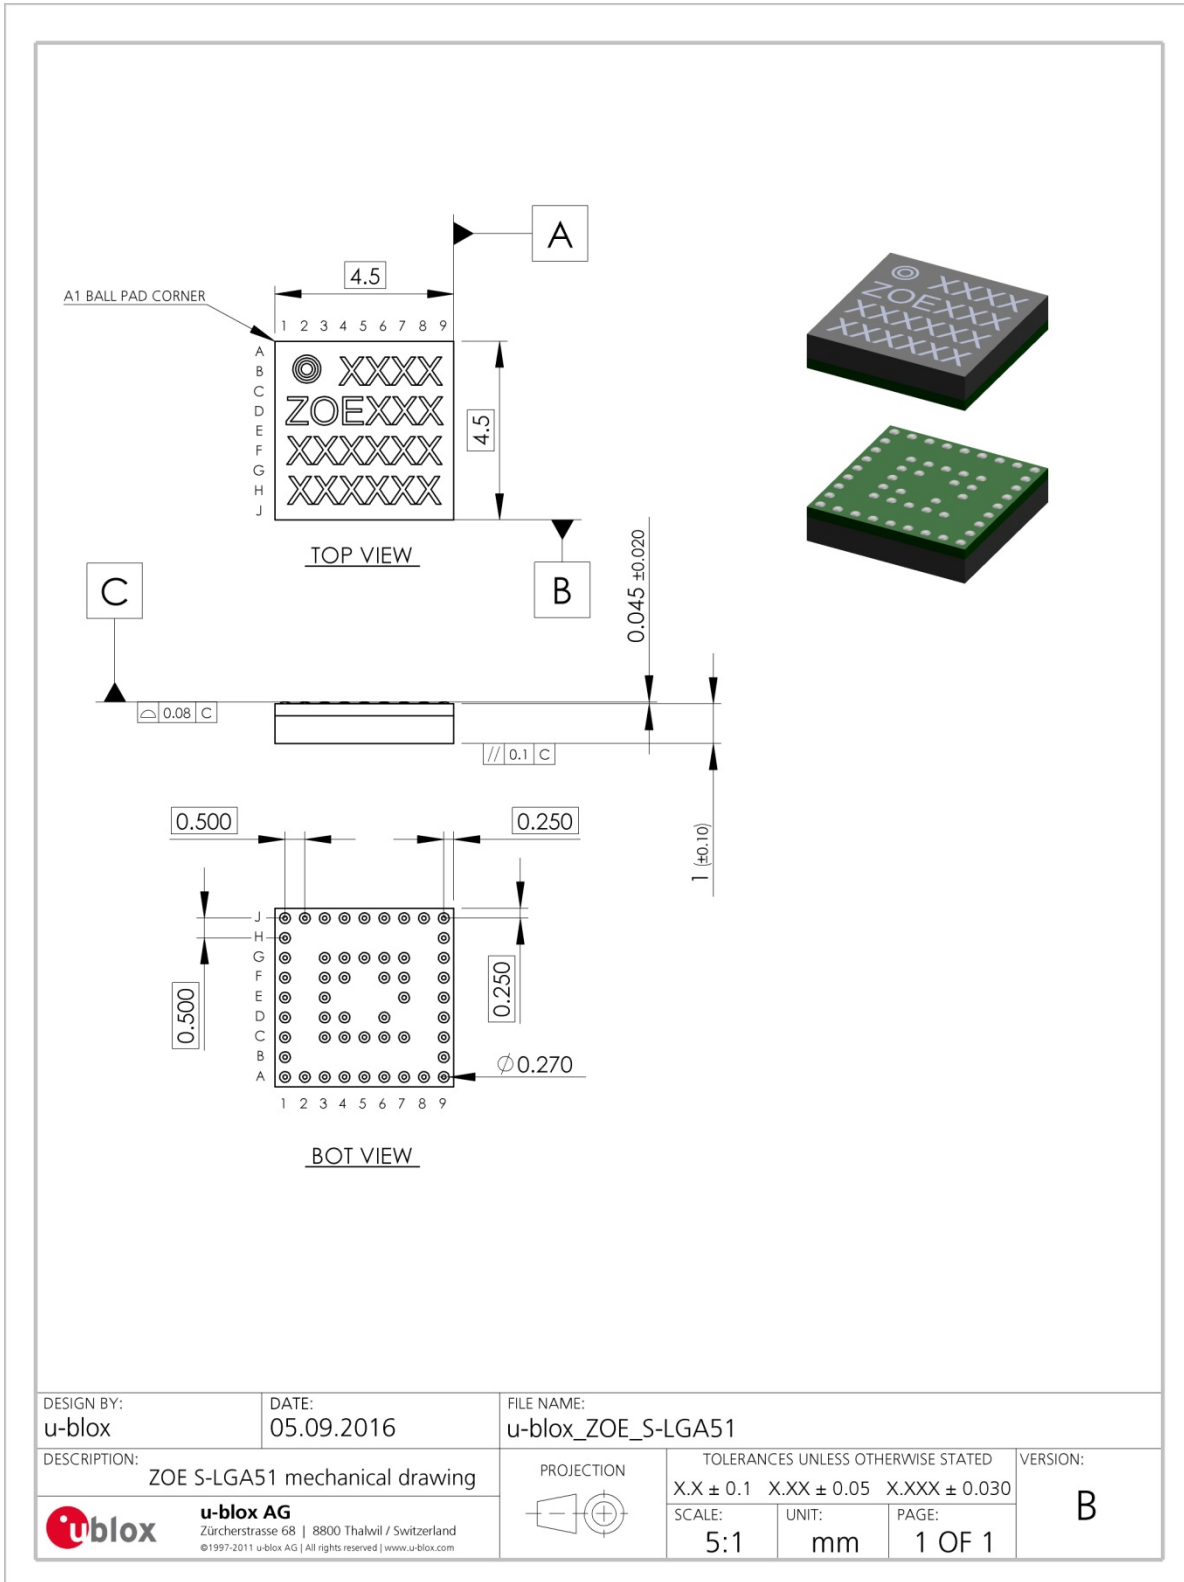 A
4.5
A1 BALL PAD CORNER
1 2 3 4 5 6 7 8 9
A
B
C
D
E
F
G
H
J
XXXX
ZOEXXX
XXXXXX
XXXXXX
4.5
TOP VIEW
XXXX
ZOEXXX
XXXXXX
XXXXXX
C
B
0.045 ±0.020
⌓ 0.08 C
// 0.1 C
1 (±0.10)
0.500
0.250
J
H
G
F
E
D
C
B
A
0.500
0.250
∅0.270
1 2 3 4 5 6 7 8 9
BOT VIEW
DESIGN BY:
u-blox
DATE:
05.09.2016
FILE NAME:
u-blox_ZOE_S-LGA51
DESCRIPTION:
ZOE S-LGA51 mechanical drawing
PROJECTION
TOLERANCES UNLESS OTHERWISE STATED
X.X ± 0.1 X.XX ± 0.05 X.XXX ± 0.030
VERSION:
B
ublox
u-blox AG
Zürcherstrasse 68 | 8800 Thalwil / Switzerland
©1997-2011 u-blox AG | All rights reserved | www.u-blox.com
SCALE:
5:1
UNIT:
mm
PAGE:
1 OF 1